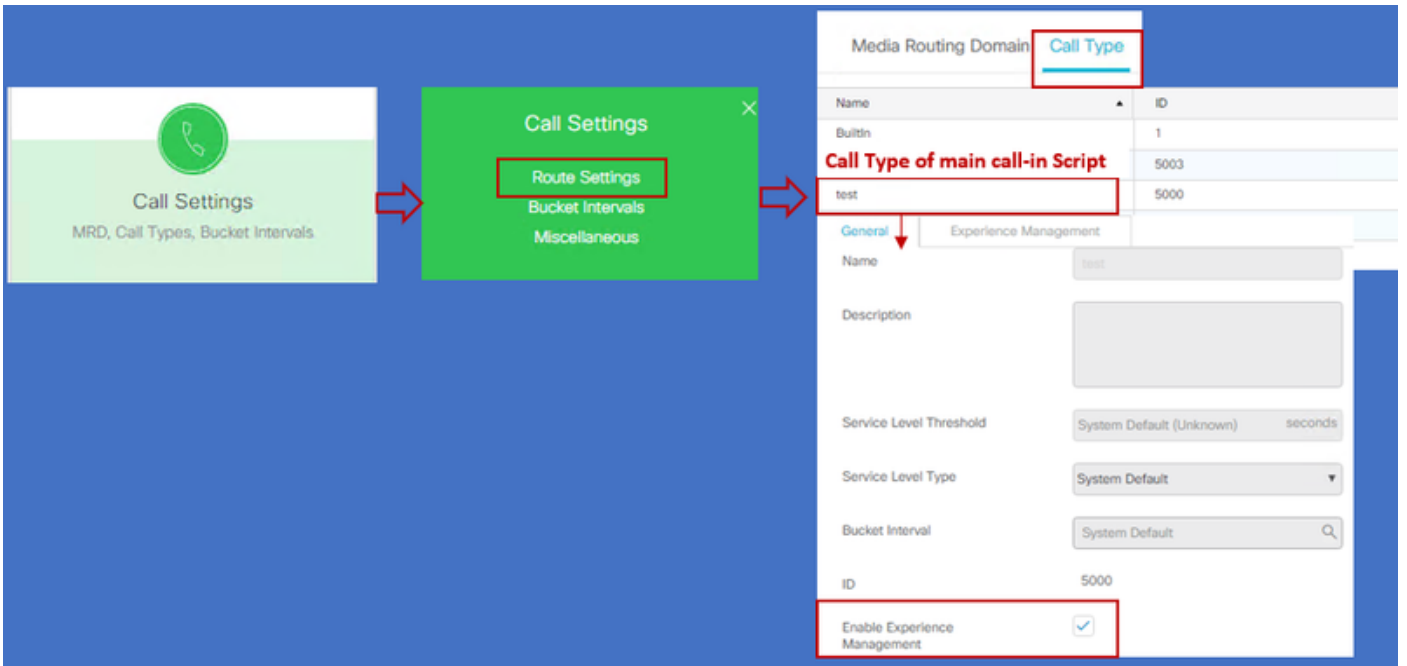 Call Settings
MRD, Call Types, Bucket Intervals
Call Settings
Route Settings
Bucket Intervals
Miscellaneous
Media Routing Domain Call Type
Name ID
BuiltIn 1
Call Type of main call-in Script 5003
test 5000
General Experience Management
Name test
Description
Service Level Threshold System Default (Unknown) seconds
Service Level Type System Default
Bucket Interval System Default
ID 5000
Enable Experience
Management